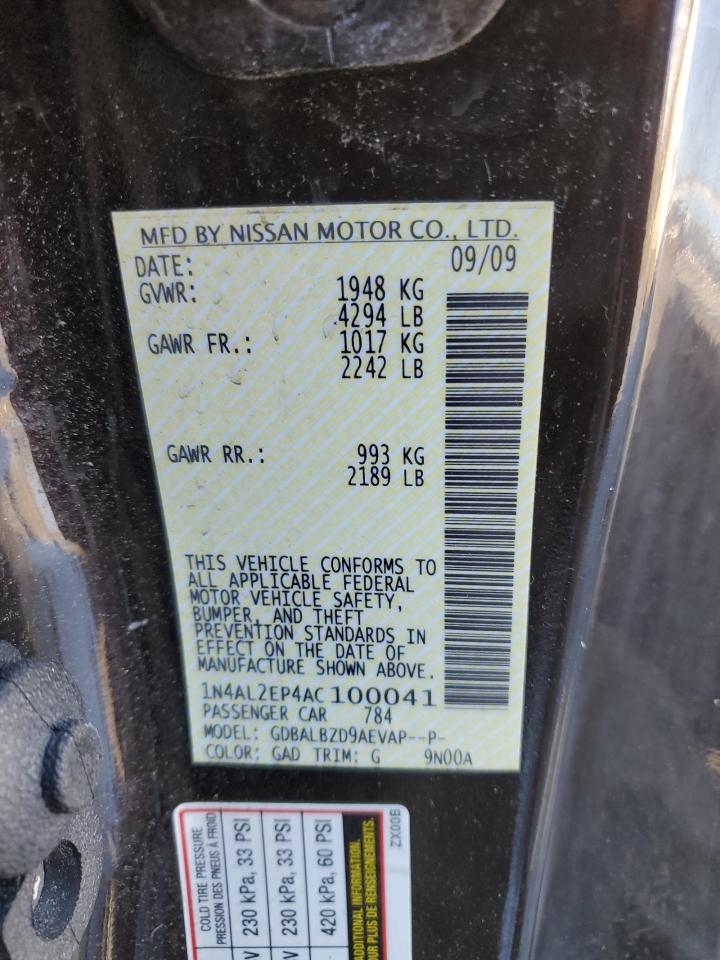 MFD BY NISSAN MOTOR CO., LTD.
DATE: 09/09
GVWR: 1948 KG
4294 LB
GAWR FR.: 1017 KG
2242 LB
GAWR RR.: 993 KG
2189 LB
THIS VEHICLE CONFORMS TO
ALL APPLICABLE FEDERAL
MOTOR VEHICLE SAFETY,
BUMPER, AND THEFT
PREVENTION STANDARDS IN
EFFECT ON THE DATE OF
MANUFACTURE SHOWN ABOVE.
1N4AL2EP4AC100041
PASSENGER CAR 784
MODEL: GDBALBZD9AEVAP--P-
COLOR: GAD TRIM: G 9N00A
COLD TIRE PRESSURE
PRESSION DES PNEUS À FROID
230 kPa, 33 PSI
230 kPa, 33 PSI
420 kPa, 60 PSI
ADDITIONAL INFORMATION.
POUR PLUS DE RENSEIGNEMENTS.
ZX00B